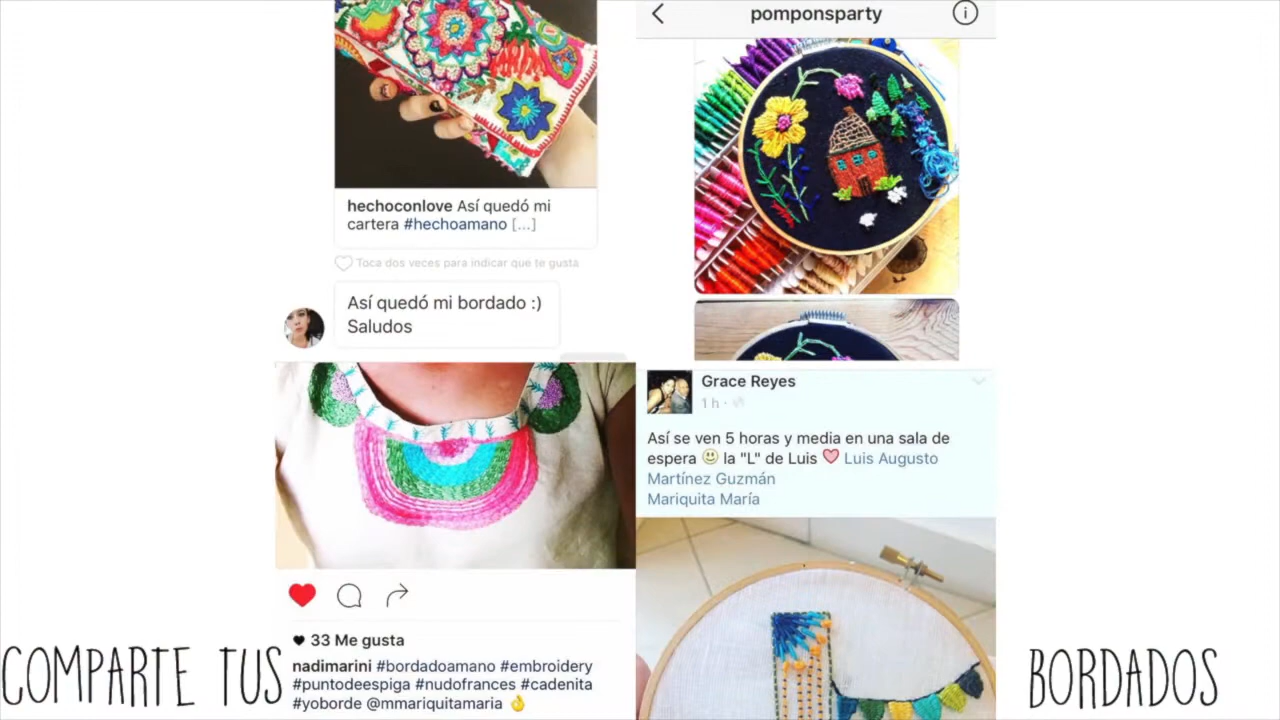 hechoconlove Así quedó mi
cartera #hechoamano [...]
Toca dos veces para indicar que te gusta
Así quedó mi bordado :)
Saludos
pomponsparty
33 Me gusta
nadimarini #bordadoamano #embroidery
#puntodeespiga #nudofrances #cadenita
#yoborde @mmariquitamaria 👌
Grace Reyes
1 h ·
Así se ven 5 horas y media en una sala de
espera 😃 la "L" de Luis ❤ Luis Augusto
Martínez Guzmán
Mariquita María
COMPARTE TUS BORDADOS